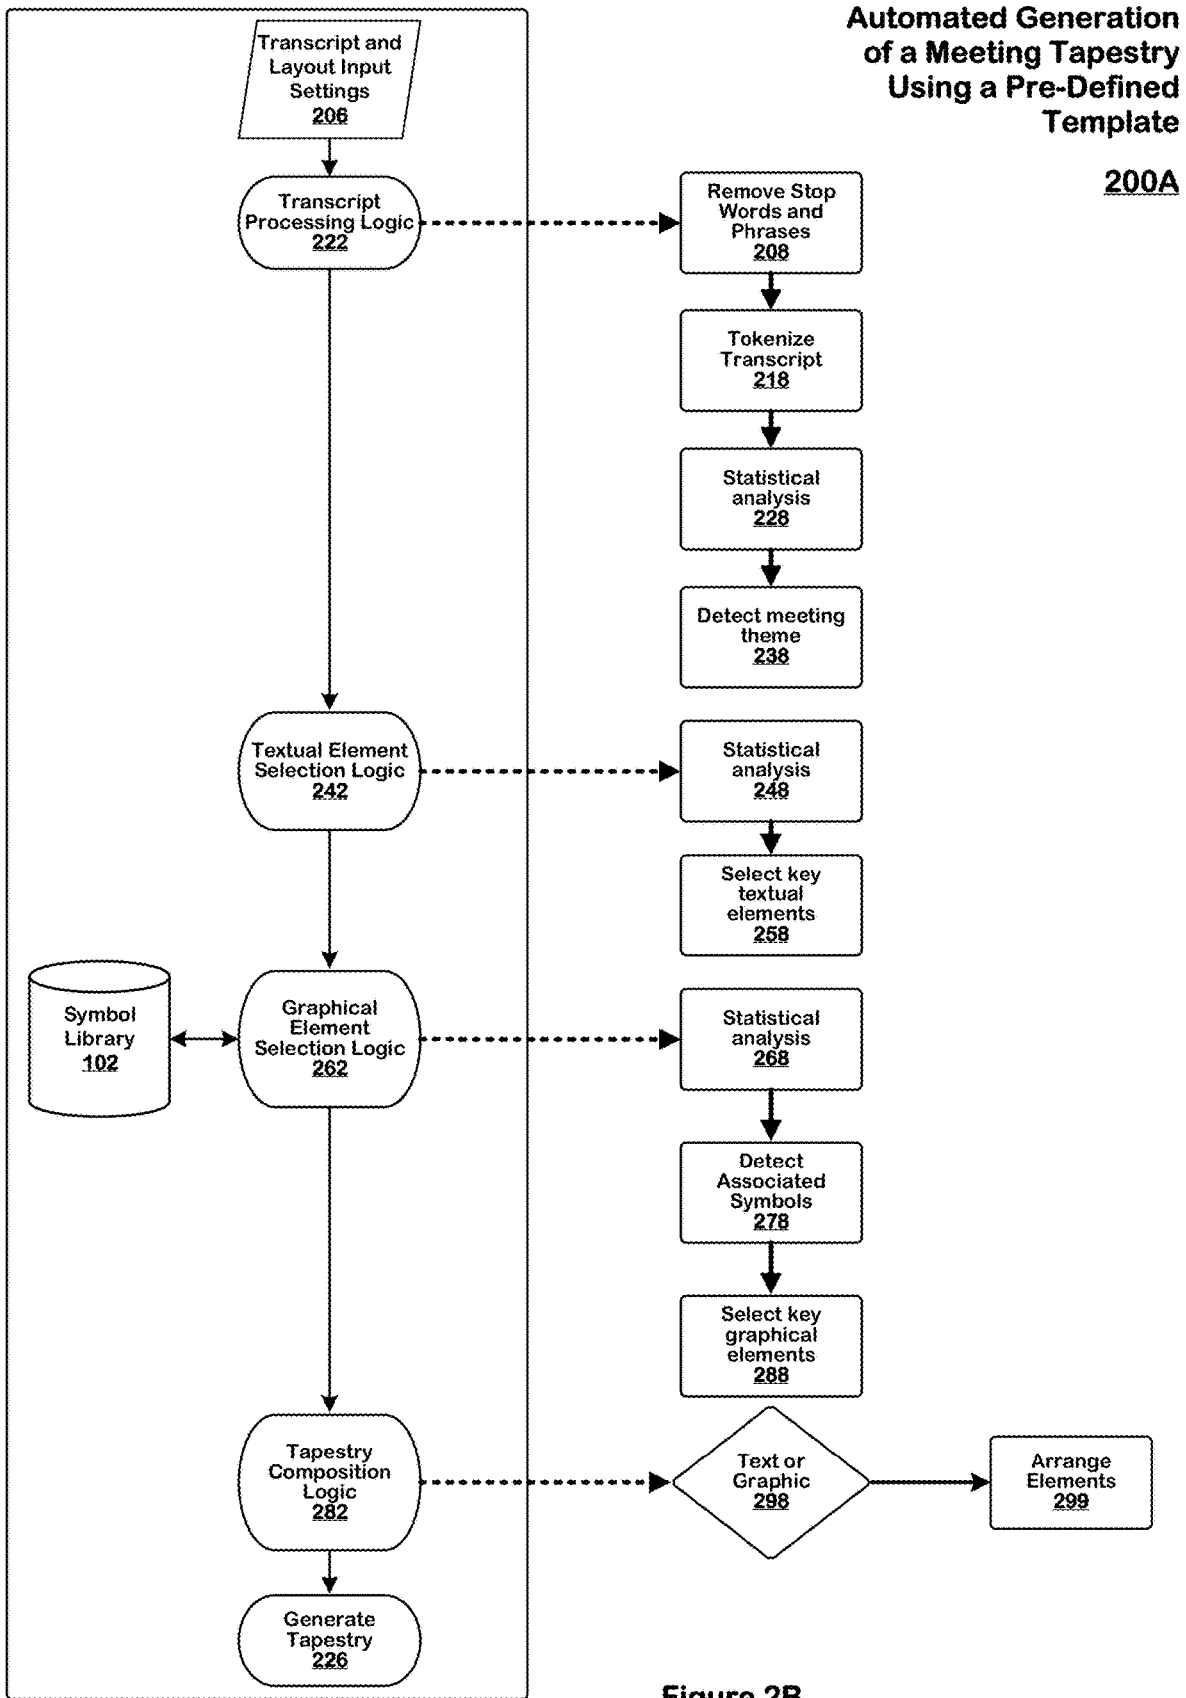 Automated Generation
of a Meeting Tapestry
Using a Pre-Defined
Template
200A
Transcript and
Layout Input
Settings
206
Transcript
Processing Logic
222
Remove Stop
Words and
Phrases
208
Tokenize
Transcript
218
Statistical
analysis
228
Detect meeting
theme
238
Textual Element
Selection Logic
242
Statistical
analysis
248
Select key
textual
elements
258
Symbol
Library
102
Graphical
Element
Selection Logic
262
Statistical
analysis
268
Detect
Associated
Symbols
278
Select key
graphical
elements
288
Tapestry
Composition
Logic
282
Text or
Graphic
298
Arrange
Elements
299
Generate
Tapestry
226
Figure 2B